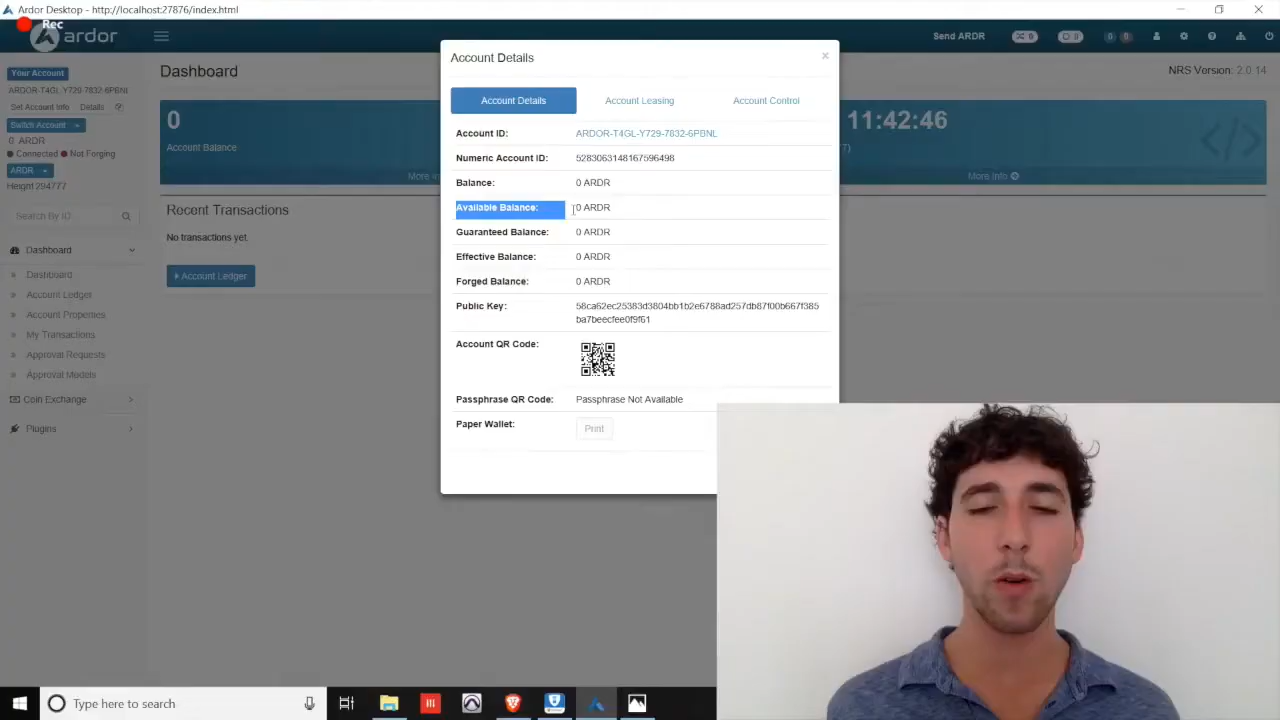 Ardor Desktop - http://localhost:27876/index.html
Rec
ardor
Send ARDR
Your Account
ARDOR-T4GL-Y729-7832-6PBNL
Set Account Info Details
Switch Account
0 ARDR
Connected Not Forging
ARDR
Height 294777
Search By ID
Dashboard
Dashboard
Account Ledger
Account Properties
My Transactions
Approval Requests
Approval Models
Coin Exchange
Plugins
Dashboard
NRS Version: 2.0.14
0
Account Balance
More In
11:42:46
More Info
Recent Transactions
No transactions yet.
Account Ledger
Account Details
×
Account Details Account Leasing Account Control
Account ID: ARDOR-T4GL-Y729-7832-6PBNL
Numeric Account ID: 5283063148167596498
Balance: 0 ARDR
Available Balance: 0 ARDR
Guaranteed Balance: 0 ARDR
Effective Balance: 0 ARDR
Forged Balance: 0 ARDR
Public Key: 58ca62ec25383d3804bb1b2e6788ad257db87f00b667f385
ba7beecfee0f9f61
Account QR Code:
Passphrase QR Code: Passphrase Not Available
Paper Wallet: Print
Type here to search